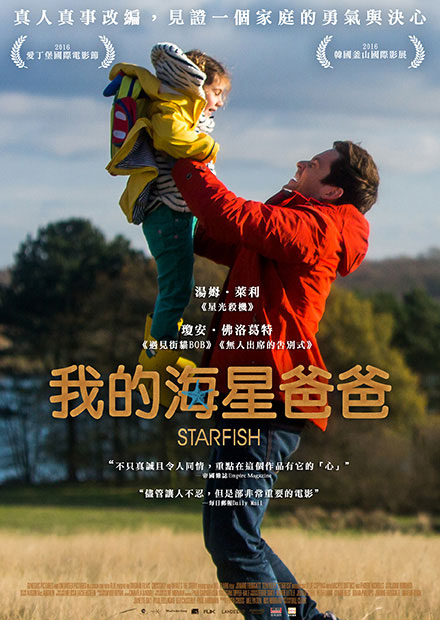 真人真事改編，見證一個家庭的勇氣與決心
2016
愛丁堡國際電影節
2016
韓國釜山國際影展
湯姆·萊利
《星光殺機》
瓊安·佛洛葛特
《遇見街貓BOB》《無人出席的告別式》
我的海星爸爸
STARFISH
“不只真誠且令人同情，重點在這個作品有它的「心」”
—帝國雜誌Empire Magazine
“儘管讓人不忍，但是部非常重要的電影”
—每日郵報Daily Mail